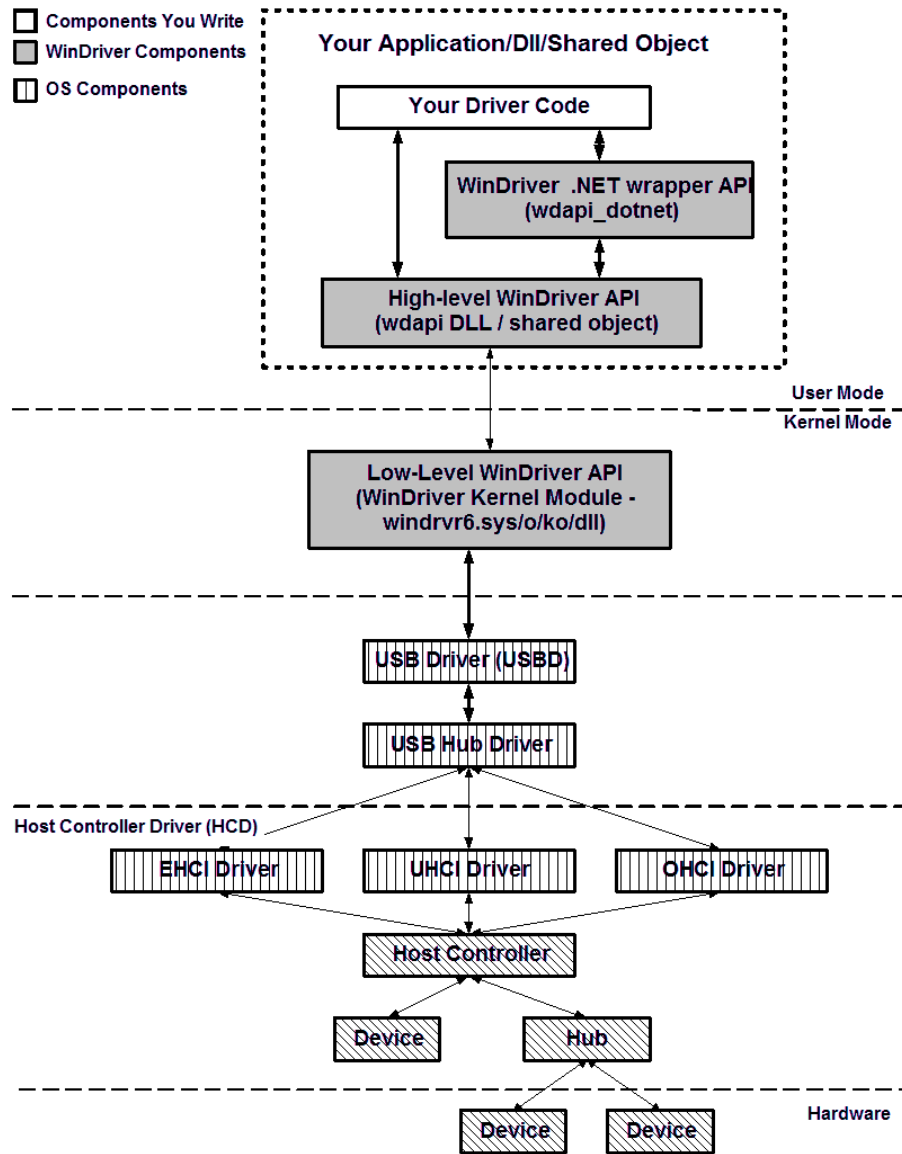 Components You Write
WinDriver Components
OS Components
Your Application/Dll/Shared Object
Your Driver Code
WinDriver .NET wrapper API
(wdapi_dotnet)
High-level WinDriver API
(wdapi DLL / shared object)
User Mode
Kernel Mode
Low-Level WinDriver API
(WinDriver Kernel Module -
windrvr6.sys/o/ko/dll)
USB Driver (USBD)
USB Hub Driver
Host Controller Driver (HCD)
EHCI Driver
UHCI Driver
OHCI Driver
Host Controller
Device
Hub
Hardware
Device
Device